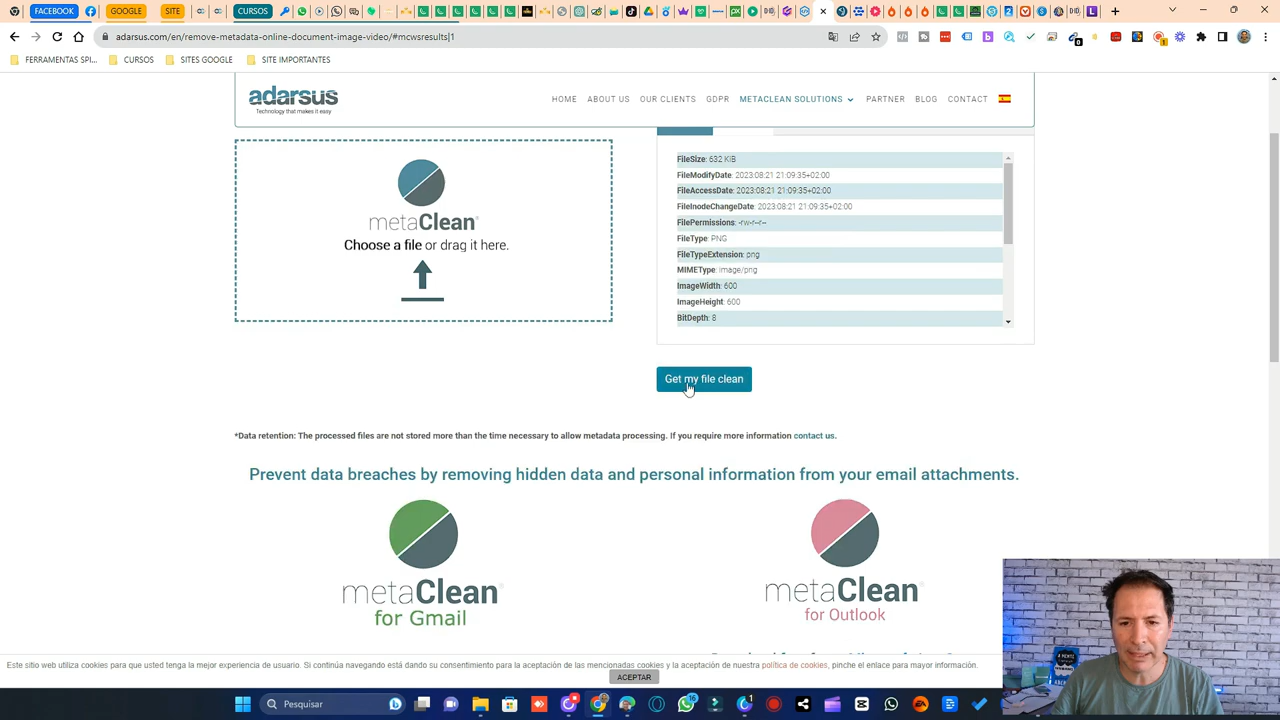 FACEBOOK GOOGLE SITE CURSOS
adarsus.com/en/remove-metadata-online-document-image-video/#mcwsresults|1
FERRAMENTAS SPI... CURSOS SITES GOOGLE SITE IMPORTANTES
adarsus
Technology that makes it easy
HOME ABOUT US OUR CLIENTS GDPR METACLEAN SOLUTIONS PARTNER BLOG CONTACT
metaClean
Choose a file or drag it here.
FileSize: 632 KiB
FileModifyDate: 2023:08:21 21:09:35+02:00
FileAccessDate: 2023:08:21 21:09:35+02:00
FileInodeChangeDate: 2023:08:21 21:09:35+02:00
FilePermissions: -rw-r--r--
FileType: PNG
FileTypeExtension: png
MIMEType: image/png
ImageWidth: 600
ImageHeight: 600
BitDepth: 8
Get my file clean
*Data retention: The processed files are not stored more than the time necessary to allow metadata processing. If you require more information contact us.
Prevent data breaches by removing hidden data and personal information from your email attachments.
metaClean
for Gmail
metaClean
for Outlook
Este sitio web utiliza cookies para que usted tenga la mejor experiencia de usuario. Si continúa navegando está dando su consentimiento para la aceptación de las mencionadas cookies y la aceptación de nuestra política de cookies, pinche el enlace para mayor información.
ACEPTAR
Pesquisar